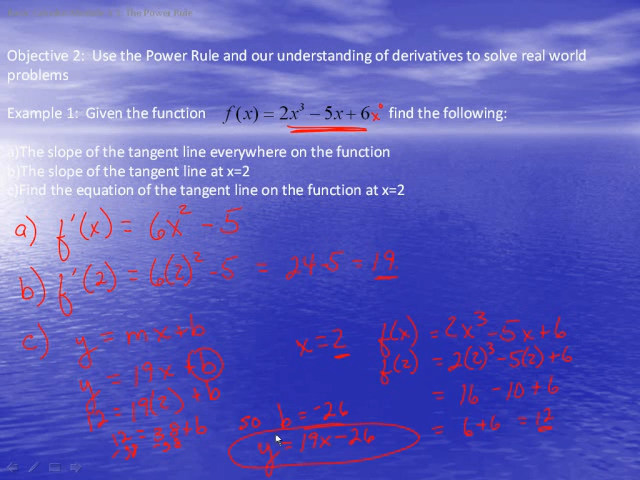 The Power Rule
Objective 2: Use the Power Rule and our understanding of derivatives to solve real world
problems
Example 1: Given the function f(x) = 2x³ − 5x + 6x⁰ find the following:
a)The slope of the tangent line everywhere on the function
b)The slope of the tangent line at x=2
c)Find the equation of the tangent line on the function at x=2
a) f'(x) = 6x² - 5
b) f'(2) = 6(2)² - 5 = 24-5 = 19.
c) y = mx+b
y = 19x + b
12 = 19(2) + b
12 = 38 + b
-38 -38
so b = -26
y = 19x - 26
x = 2
f(x) = 2x³ - 5x + 6
f(2) = 2(2)³ - 5(2) + 6
= 16 - 10 + 6
= 6+6 = 12